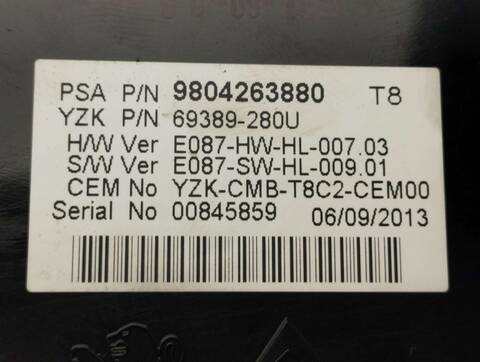 PSA P/N 9804263880 T8
YZK P/N 69389-280U
H/W Ver E087-HW-HL-007.03
S/W Ver E087-SW-HL-009.01
CEM No YZK-CMB-T8C2-CEM00
Serial No 00845859 06/09/2013